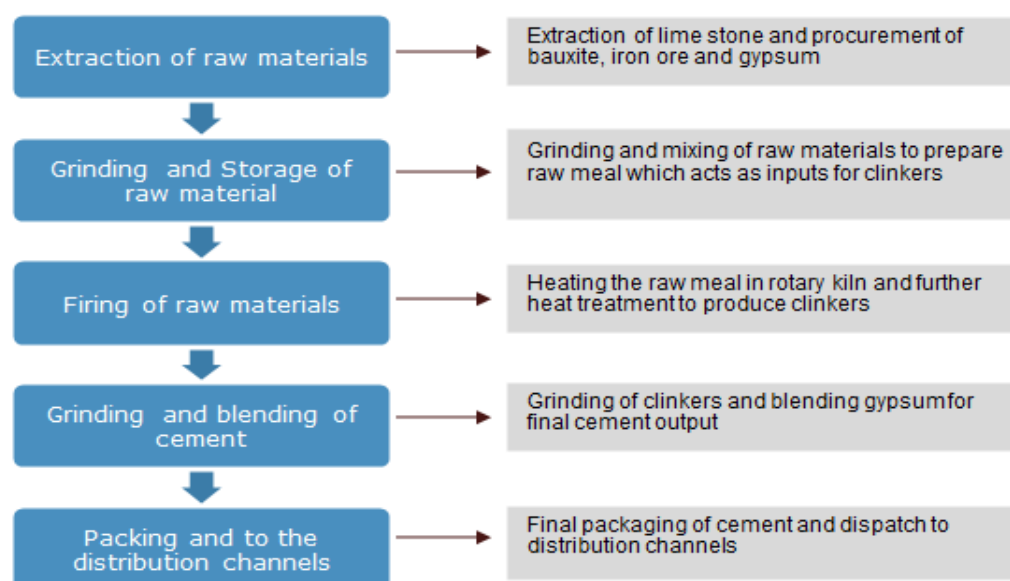 Extraction of raw materials
Extraction of lime stone and procurement of
bauxite, iron ore and gypsum
Grinding and Storage of
raw material
Grinding and mixing of raw materials to prepare
raw meal which acts as inputs for clinkers
Firing of raw materials
Heating the raw meal in rotary kiln and further
heat treatment to produce clinkers
Grinding and blending of
cement
Grinding of clinkers and blending gypsum for
final cement output
Packing and to the
distribution channels
Final packaging of cement and dispatch to
distribution channels